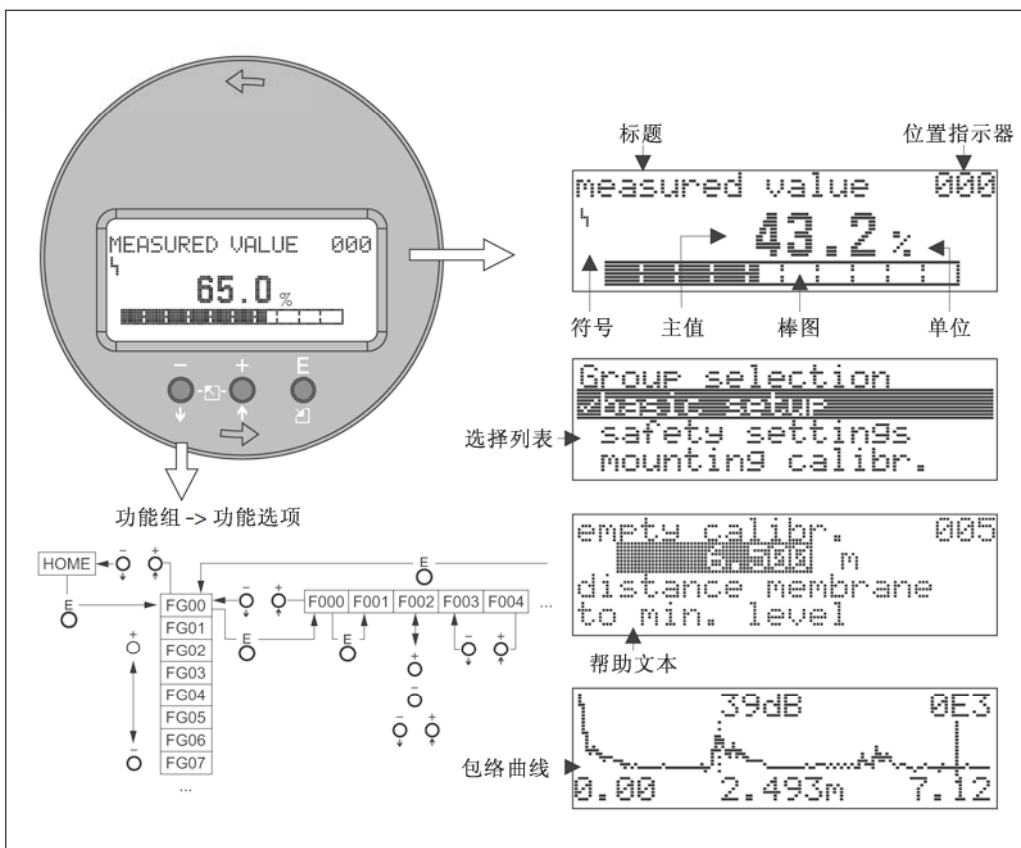 MEASURED VALUE 000
65.0 %
- + E
标题 位置指示器
measured value 000
43.2 %
符号 主值 棒图 单位
Group selection
✓basic setup
safety settings
mounting calibr.
选择列表
empty calibr. 005
6.500 m
distance membrane
to min. level
帮助文本
39dB 0E3
包络曲线
0.00 2.493m 7.12
功能组 -> 功能选项
HOME - + E
E FG00 - + F000 F001 F002 F003 F004 ...
+ FG01 E E - +
FG02 +
FG03 -
FG04 - +
FG05
FG06
- FG07
...